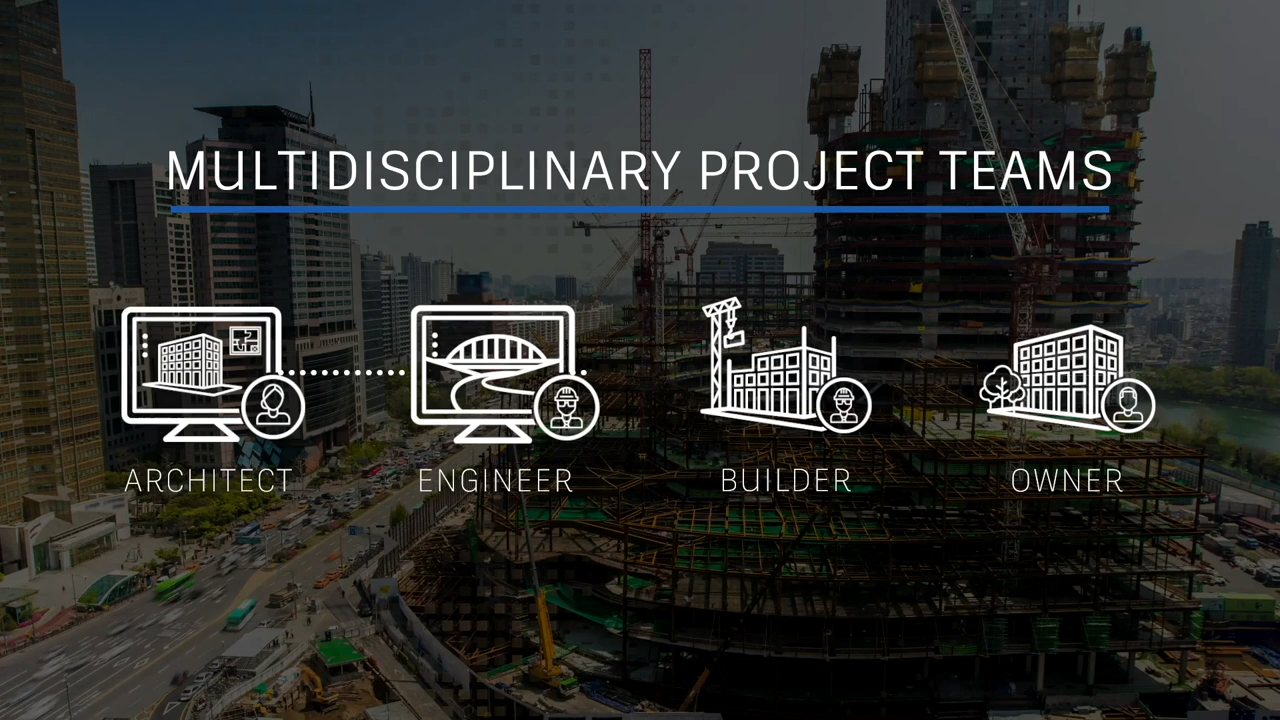 MULTIDISCIPLINARY PROJECT TEAMS
ARCHITECT
ENGINEER
BUILDER
OWNER